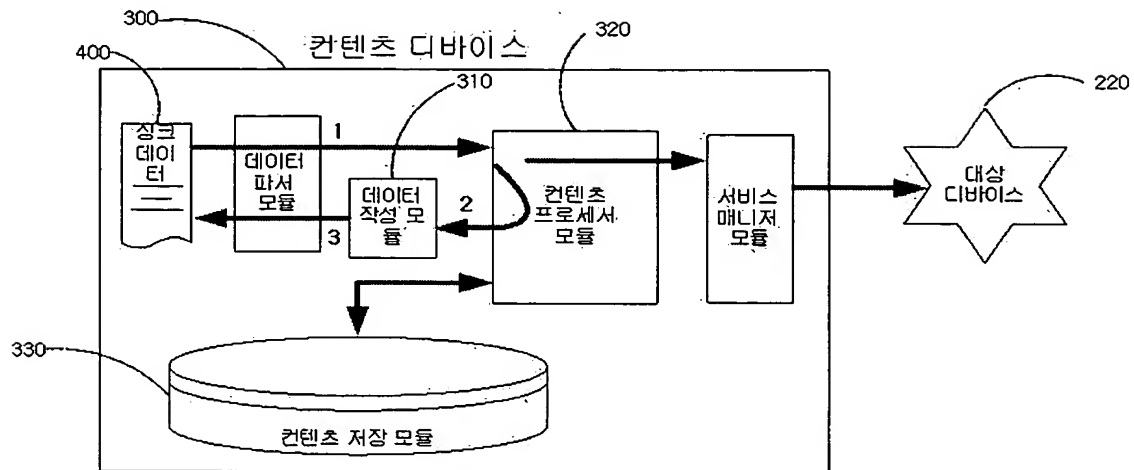 300
컨텐츠 디바이스
320
400
310
220
싱크
데이
터
1
데이터
파서
모듈
데이터
작성 모
듈
2
3
컨텐츠
프로세서
모듈
서비스
매니저
모듈
대상
디바이스
330
컨텐츠 저장 모듈